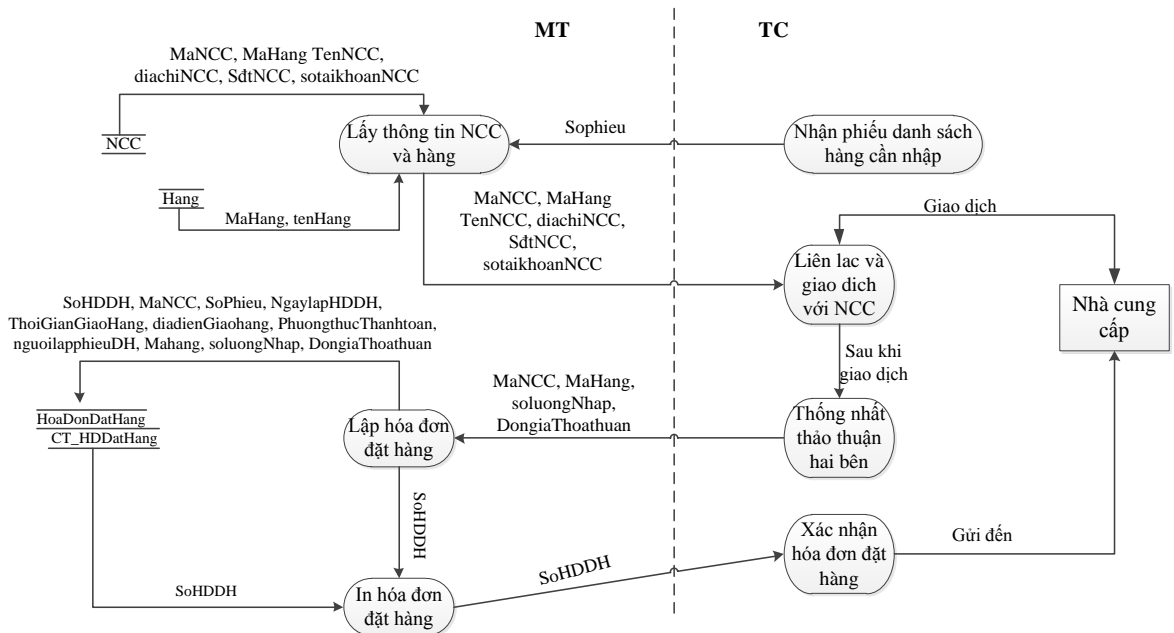 MT
TC
MaNCC, MaHang TenNCC,
diachiNCC, SđtNCC, sotaikhoanNCC
NCC
Lấy thông tin NCC
và hàng
Sophieu
Nhận phiếu danh sách
hàng cần nhập
Hang
MaHang, tenHang
MaNCC, MaHang
TenNCC, diachiNCC,
SđtNCC,
sotaikhoanNCC
Giao dịch
Liên lac và
giao dich
với NCC
Nhà cung
cấp
SoHDDH, MaNCC, SoPhieu, NgaylapHDDH,
ThoiGianGiaoHang, diadienGiaohang, PhuongthucThanhtoan,
nguoilapphieuDH, Mahang, soluongNhap, DongiaThoathuan
Sau khi
giao dịch
MaNCC, MaHang,
soluongNhap,
DongiaThoathuan
HoaDonDatHang
CT_HDDatHang
Lập hóa đơn
đặt hàng
Thống nhất
thảo thuận
hai bên
SoHDDH
Xác nhận
hóa đơn đặt
hàng
Gửi đến
SoHDDH
SoHDDH
In hóa đơn
đặt hàng